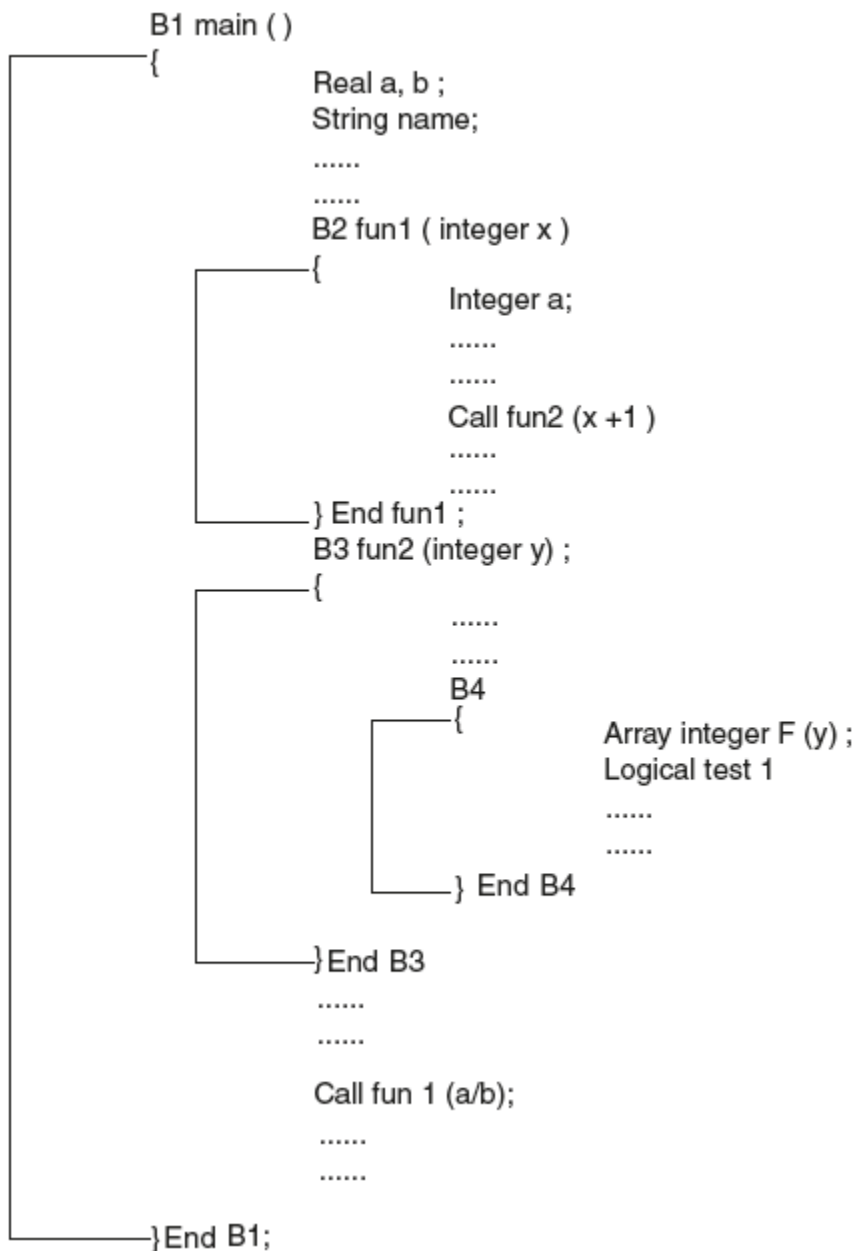 B1 main ( )
{
Real a, b ;
String name;
......
......
B2 fun1 ( integer x )
{
Integer a;
......
......
Call fun2 (x +1 )
......
......
} End fun1 ;
B3 fun2 (integer y) ;
{
......
......
B4
{
Array integer F (y) ;
Logical test 1
......
......
} End B4
}End B3
......
......
Call fun 1 (a/b);
......
......
}End B1;